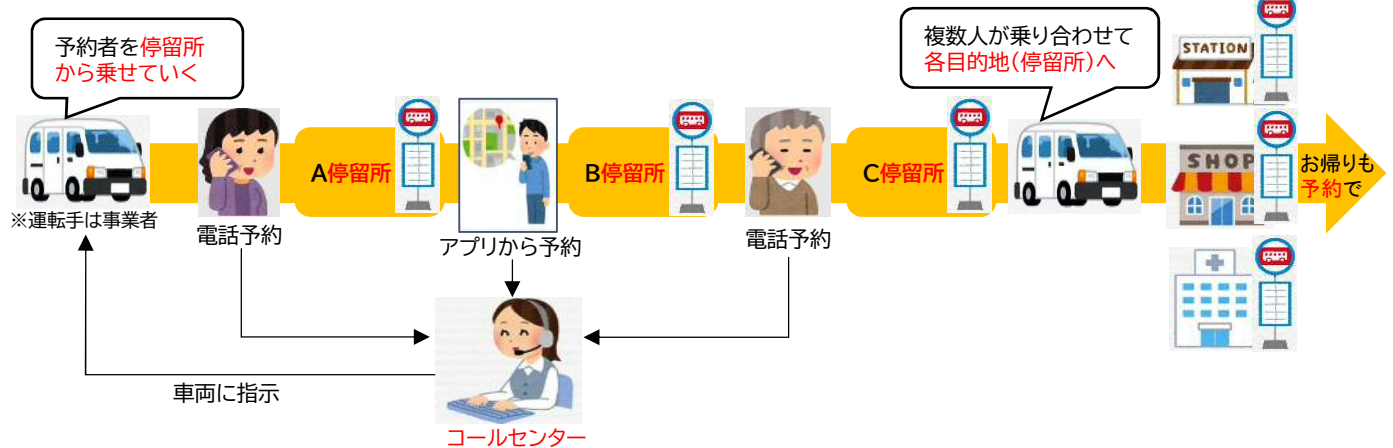 予約者を停留所
から乗せていく
複数人が乗り合わせて
各目的地(停留所)へ
STATION
A停留所
B停留所
C停留所
SHOP
お帰りも
予約で
※運転手は事業者
電話予約
アプリから予約
電話予約
車両に指示
コールセンター